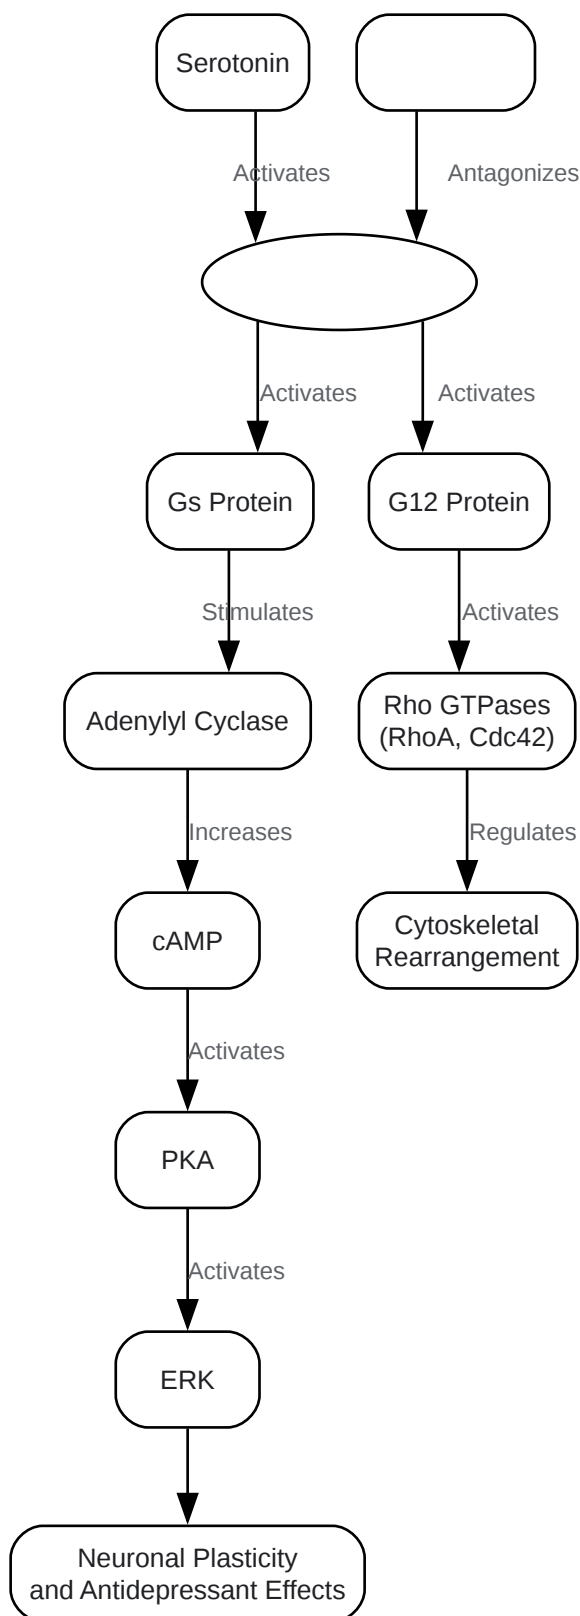 Serotonin
Activates
Antagonizes
Activates
Activates
Gs Protein
G12 Protein
Stimulates
Activates
Adenylyl Cyclase
Rho GTPases
(RhoA, Cdc42)
Increases
Regulates
cAMP
Cytoskeletal
Rearrangement
Activates
PKA
Activates
ERK
Neuronal Plasticity
and Antidepressant Effects